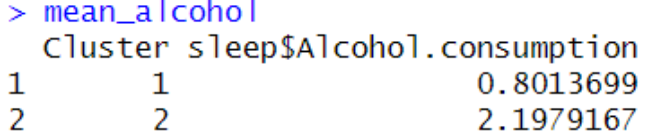 > mean_alcohol
  Cluster sleep$Alcohol.consumption
1       1                 0.8013699
2       2                 2.1979167